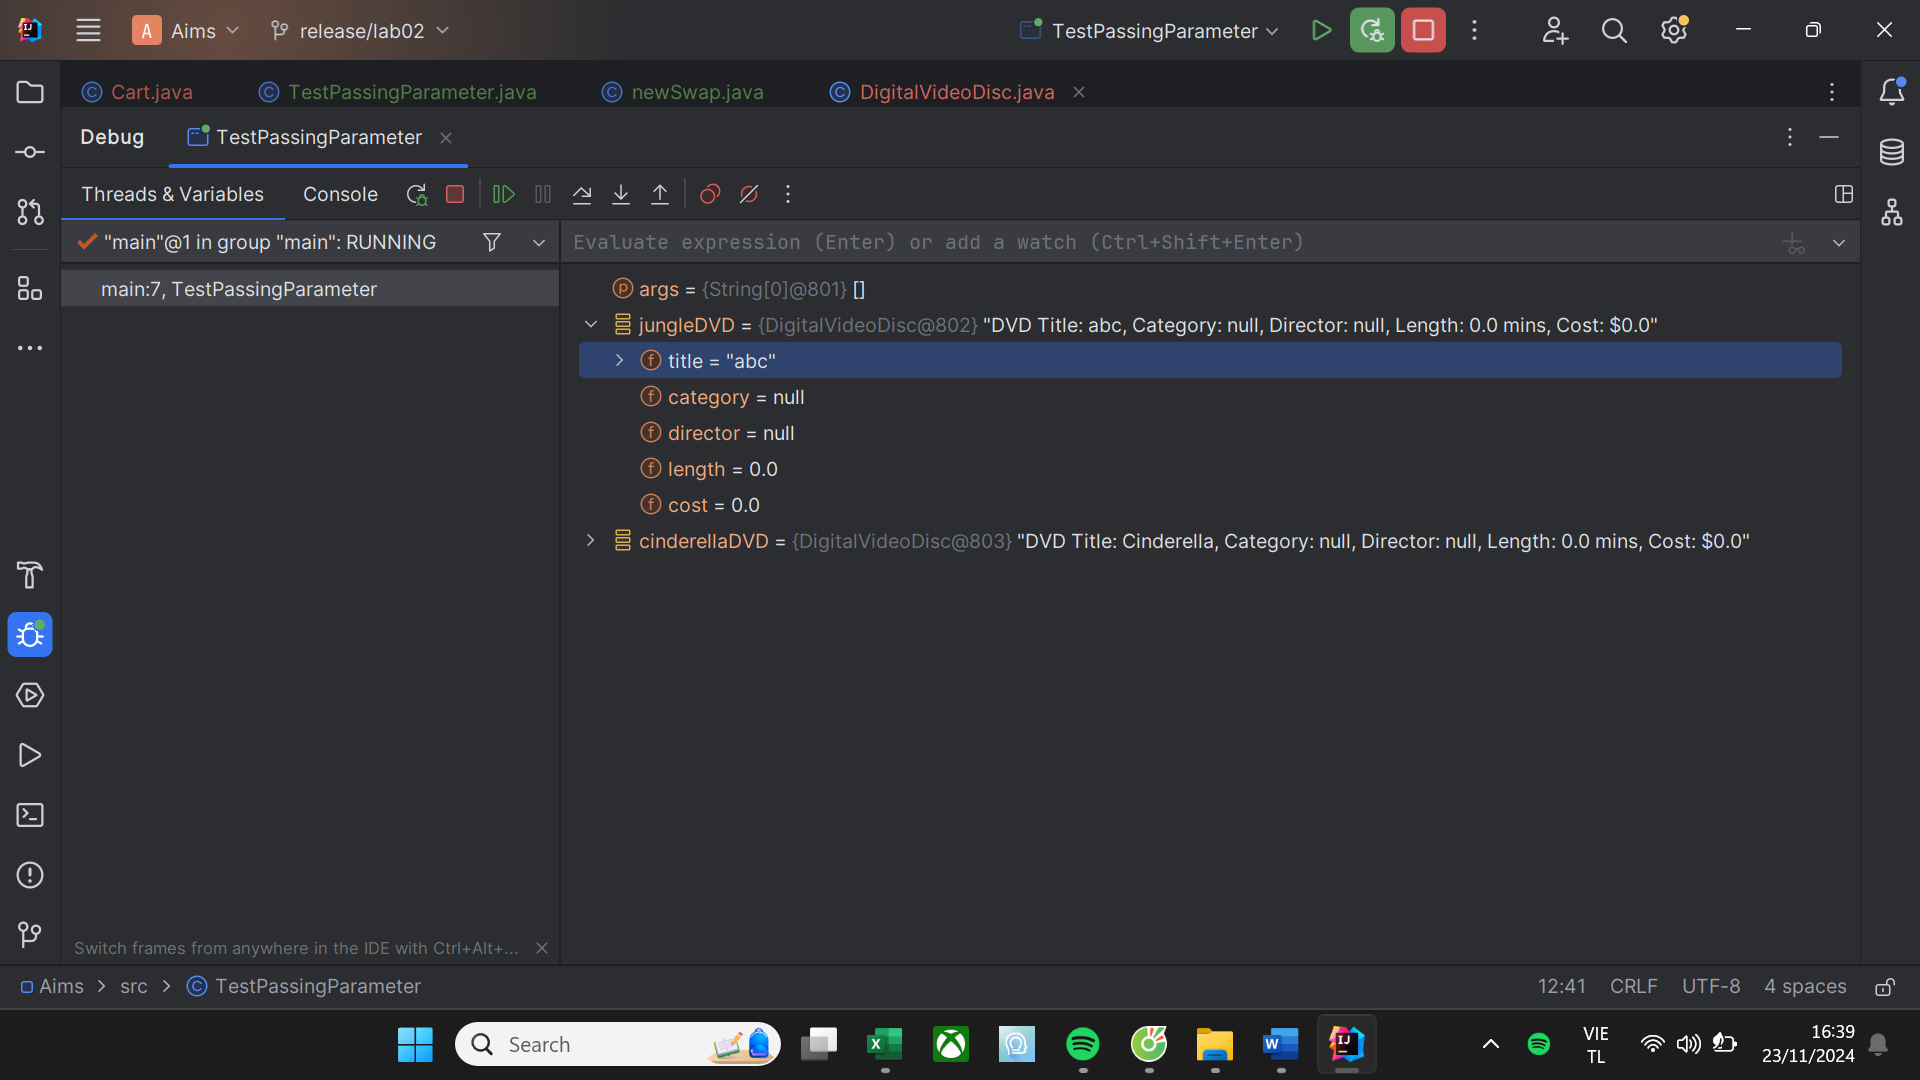 A Aims release/lab02 TestPassingParameter
Cart.java TestPassingParameter.java newSwap.java DigitalVideoDisc.java
Debug TestPassingParameter
Threads & Variables Console
"main"@1 in group "main": RUNNING
Evaluate expression (Enter) or add a watch (Ctrl+Shift+Enter)
main:7, TestPassingParameter
args = {String[0]@801} []
jungleDVD = {DigitalVideoDisc@802} "DVD Title: abc, Category: null, Director: null, Length: 0.0 mins, Cost: $0.0"
title = "abc"
category = null
director = null
length = 0.0
cost = 0.0
cinderellaDVD = {DigitalVideoDisc@803} "DVD Title: Cinderella, Category: null, Director: null, Length: 0.0 mins, Cost: $0.0"
Switch frames from anywhere in the IDE with Ctrl+Alt+...
Aims > src > TestPassingParameter
12:41 CRLF UTF-8 4 spaces
Search
VIE
TL
16:39
23/11/2024